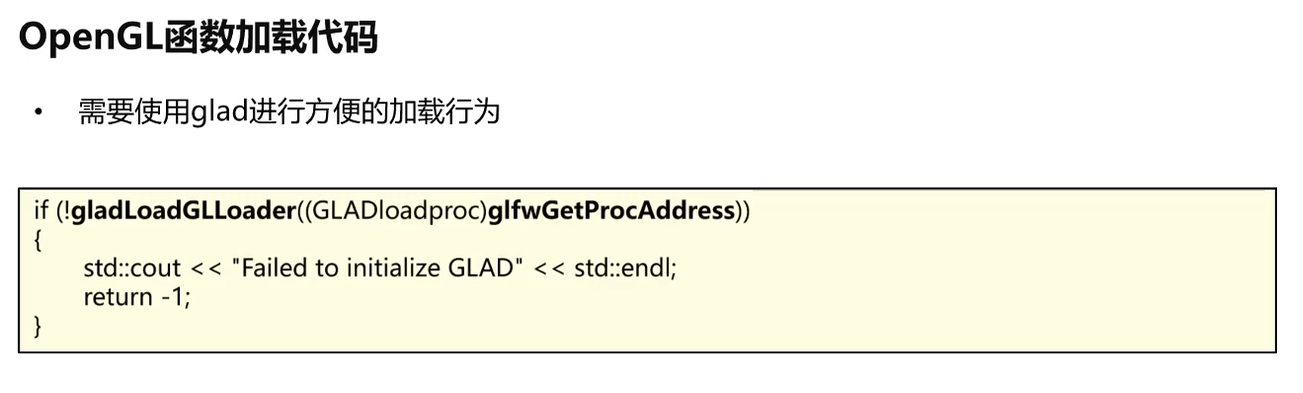 OpenGL函数加载代码
• 需要使用glad进行方便的加载行为
if (!gladLoadGLLoader((GLADloadproc)glfwGetProcAddress))
{
std::cout << "Failed to initialize GLAD" << std::endl;
return -1;
}